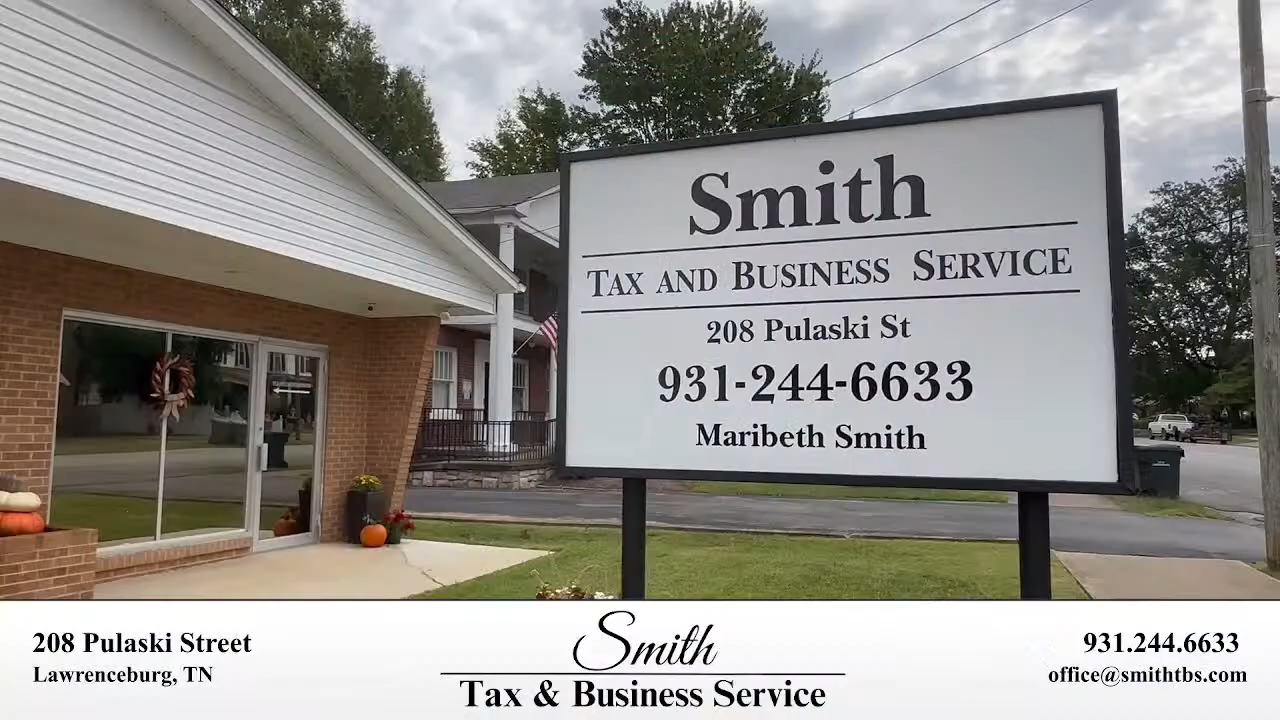 Smith
TAX AND BUSINESS SERVICE
208 Pulaski St
931-244-6633
Maribeth Smith
208 Pulaski Street
Lawrenceburg, TN
Smith
Tax & Business Service
931.244.6633
office@smithtbs.com